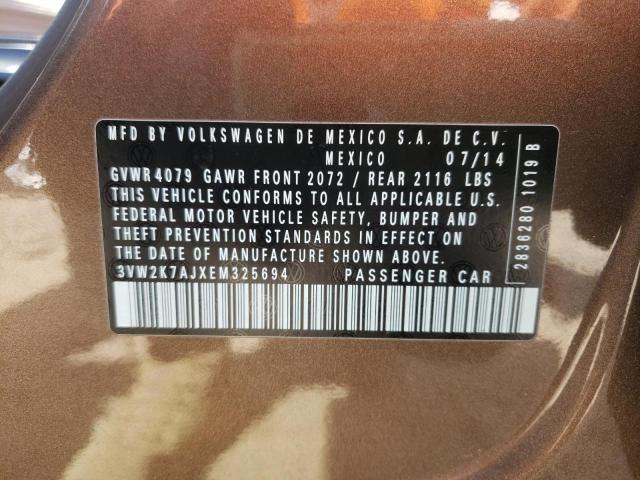 MFD BY VOLKSWAGEN DE MEXICO S.A. DE C.V.
MEXICO 07/14
GVWR 4079 GAWR FRONT 2072 / REAR 2116 LBS
THIS VEHICLE CONFORMS TO ALL APPLICABLE U.S.
FEDERAL MOTOR VEHICLE SAFETY, BUMPER AND
THEFT PREVENTION STANDARDS IN EFFECT ON
THE DATE OF MANUFACTURE SHOWN ABOVE.
3VW2K7AJXEM325694 PASSENGER CAR
2836280 1019 B